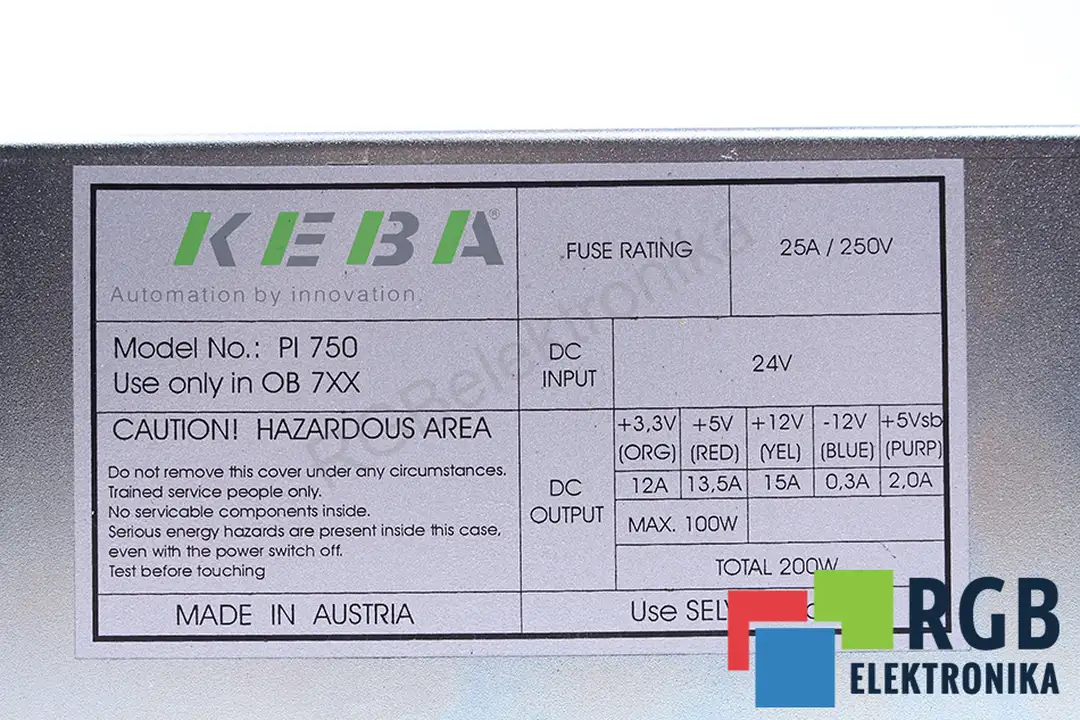 KEBA®
Automation by innovation.
FUSE RATING
25A / 250V
Model No.: PI 750
Use only in OB 7XX
DC
INPUT
24V
CAUTION! HAZARDOUS AREA
Do not remove this cover under any circumstances.
Trained service people only.
No servicable components inside.
Serious energy hazards are present inside this case,
even with the power switch off.
Test before touching
DC
OUTPUT
+3,3V +5V +12V -12V +5Vsb
(ORG) (RED) (YEL) (BLUE) (PURP)
12A 13,5A 15A 0,3A 2,0A
MAX. 100W
TOTAL 200W
MADE IN AUSTRIA
Use
RGBelektronika
RGB
ELEKTRONIKA